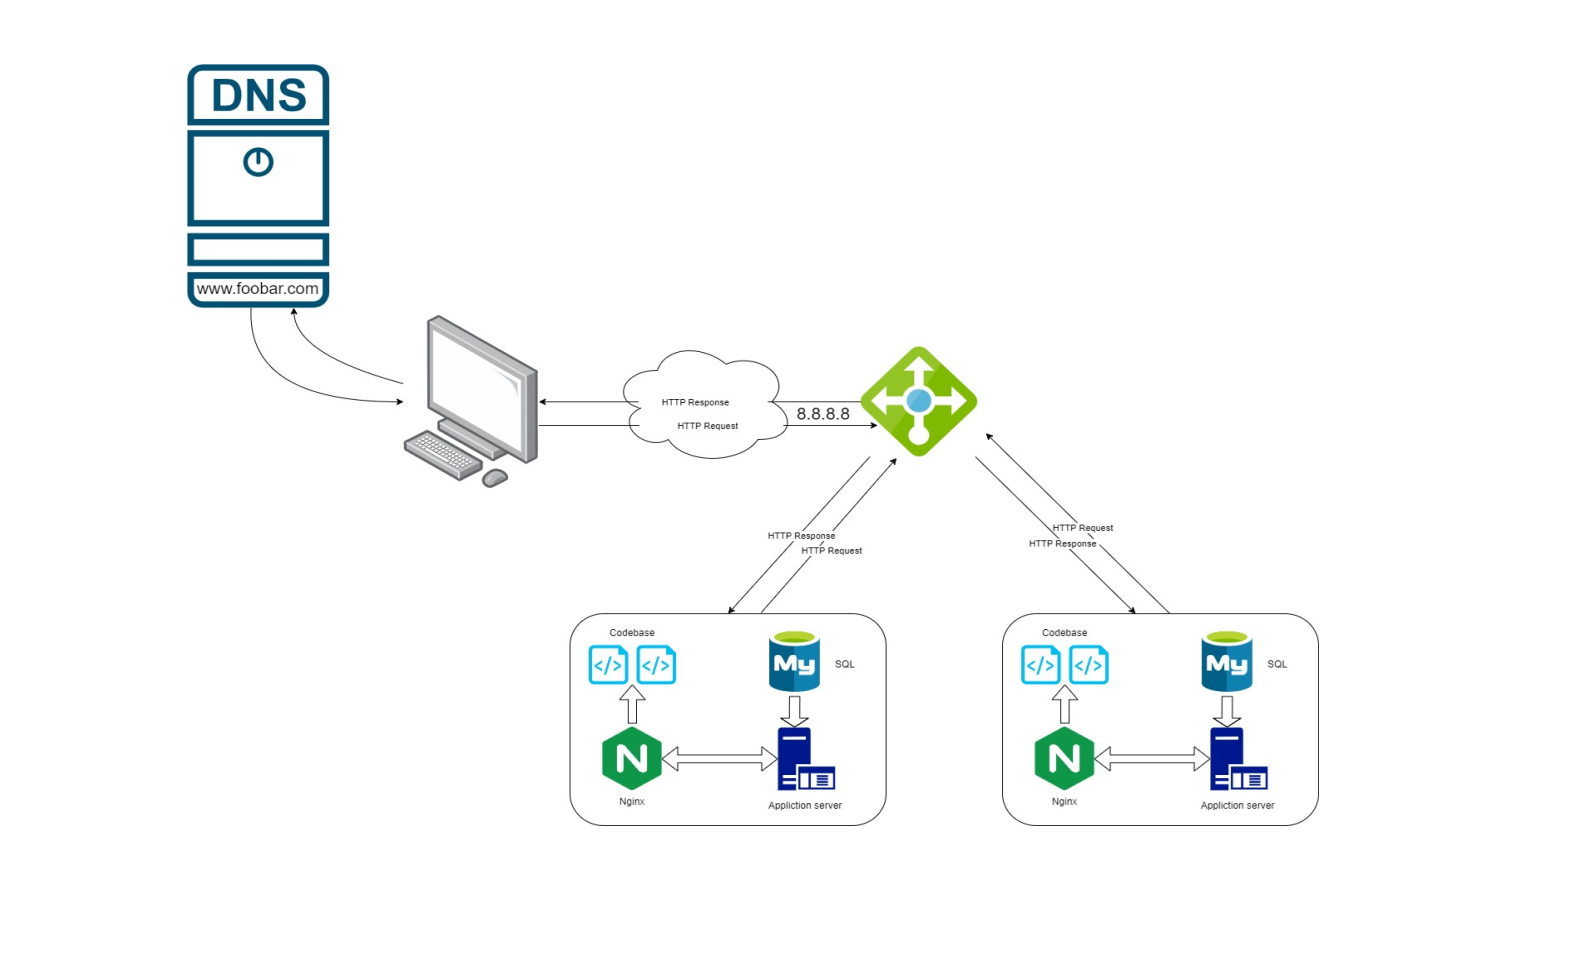 DNS
www.foobar.com
HTTP Response
8.8.8.8
HTTP Request
HTTP Response
HTTP Request
HTTP Request
HTTP Response
Codebase
My
SQL
N
Nginx
Appliction server
Codebase
My
SQL
N
Nginx
Appliction server